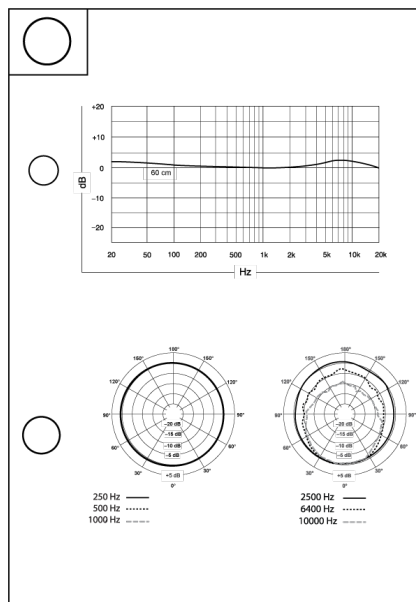 +20
+10
0
−10
−20
dB
60 cm
20 50 100 200 500 1k 2k 5k 10k 20k
Hz
180°
150° 150°
120° 120°
90° 90°
60° 60°
30° 30°
0°
−20 dB
−15 dB
−10 dB
−5 dB
+5 dB
250 Hz
500 Hz
1000 Hz
180°
150° 150°
120° 120°
90° 90°
60° 60°
30° 30°
0°
−20 dB
−15 dB
−10 dB
−5 dB
+5 dB
2500 Hz
6400 Hz
10000 Hz